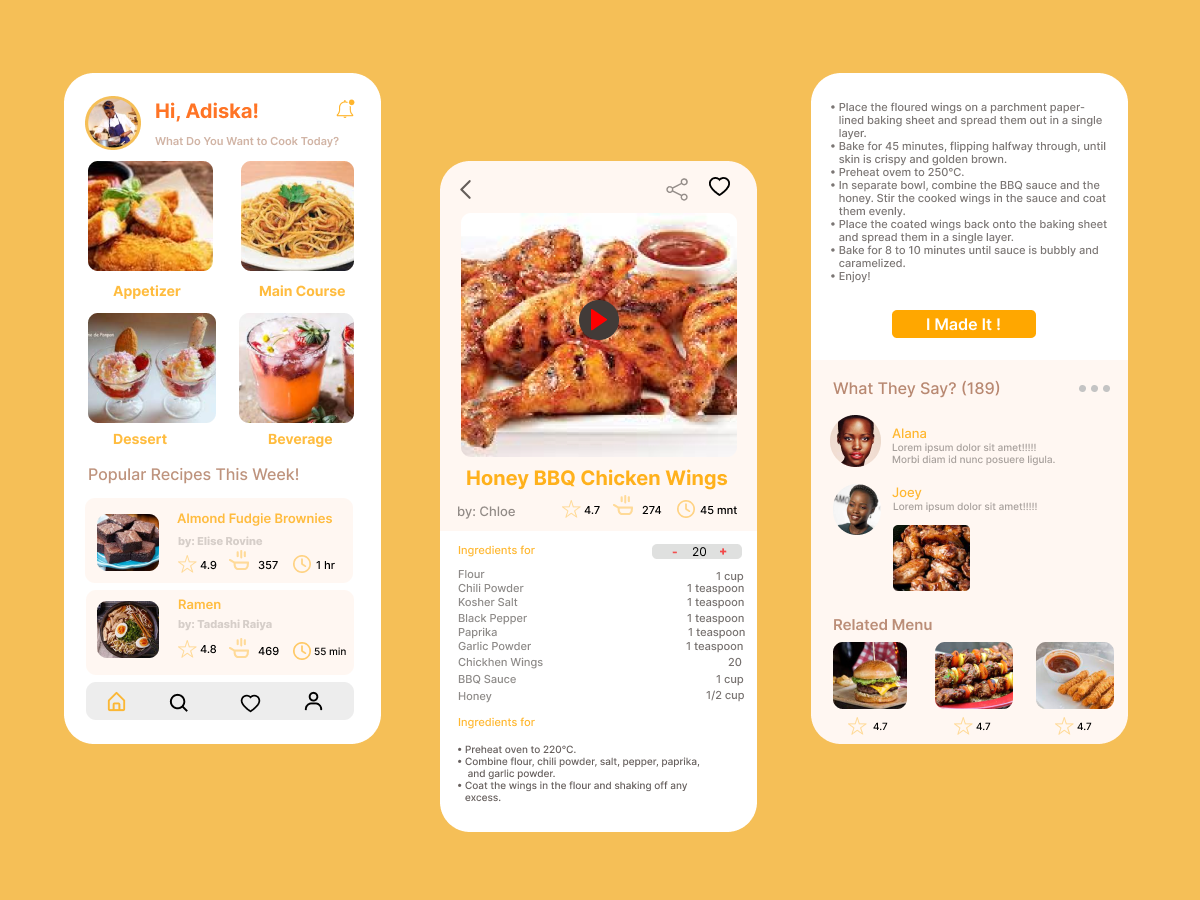 Hi, Adiska!
What Do You Want to Cook Today?
Appetizer
Main Course
Dessert
Beverage
Popular Recipes This Week!
Almond Fudgie Brownies
by: Elise Rovine
4.9 357 1 hr
Ramen
by: Tadashi Raiya
4.8 469 55 min
Honey BBQ Chicken Wings
by: Chloe 4.7 274 45 mnt
Ingredients for - 20 +
Flour 1 cup
Chili Powder 1 teaspoon
Kosher Salt 1 teaspoon
Black Pepper 1 teaspoon
Paprika 1 teaspoon
Garlic Powder 1 teaspoon
Chickhen Wings 20
BBQ Sauce 1 cup
Honey 1/2 cup
Ingredients for
• Preheat oven to 220°C.
• Combine flour, chili powder, salt, pepper, paprika,
and garlic powder.
• Coat the wings in the flour and shaking off any
excess.
• Place the floured wings on a parchment paper-
lined baking sheet and spread them out in a single
layer.
• Bake for 45 minutes, flipping halfway through, until
skin is crispy and golden brown.
• Preheat ovem to 250°C.
• In separate bowl, combine the BBQ sauce and the
honey. Stir the cooked wings in the sauce and coat
them evenly.
• Place the coated wings back onto the baking sheet
and spread them in a single layer.
• Bake for 8 to 10 minutes until sauce is bubbly and
caramelized.
• Enjoy!
I Made It !
What They Say? (189)
Alana
Lorem ipsum dolor sit amet!!!!!
Morbi diam id nunc posuere ligula.
Joey
Lorem ipsum dolor sit amet!!!!!
Related Menu
4.7 4.7 4.7